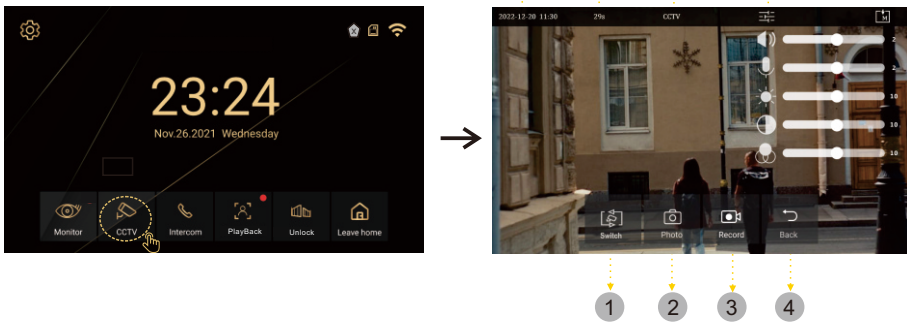 23:24
Nov.26.2021 Wednesday
Monitor CCTV Intercom PlayBack Unlock Leave home
2022-12-20 11:30 29s CCTV M
2
2
10
10
10
Switch Photo Record Back
1 2 3 4